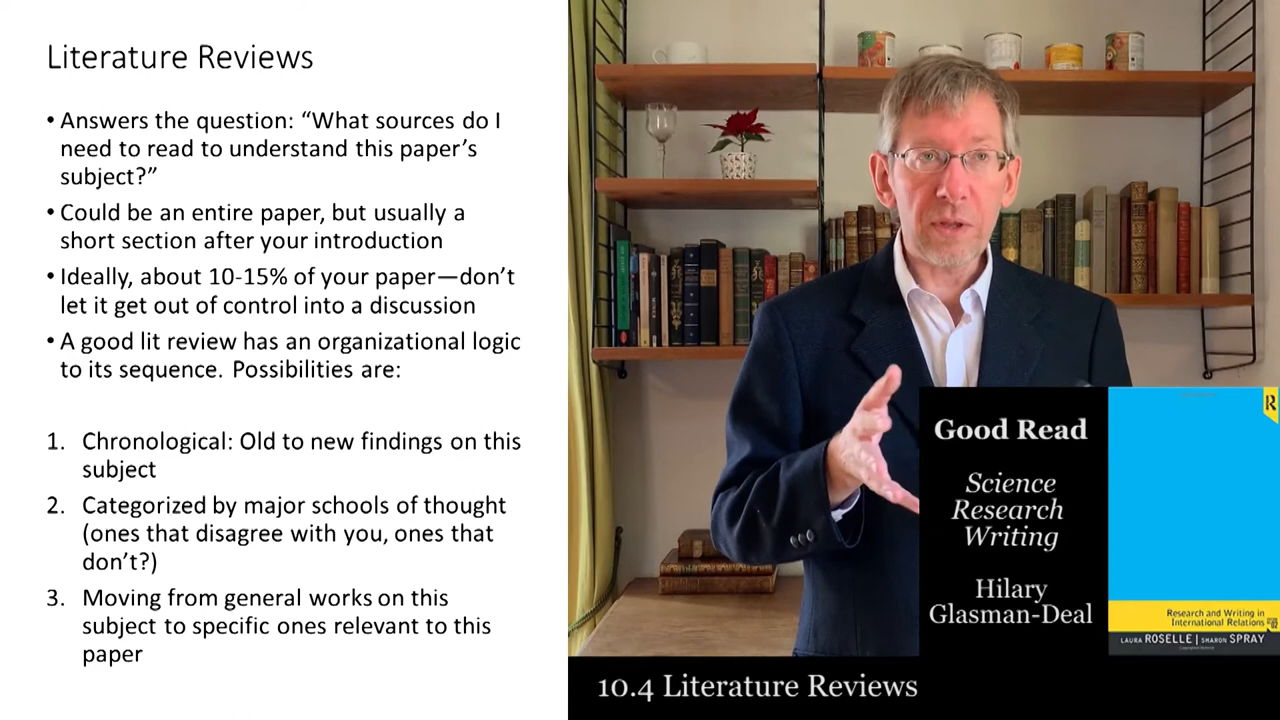 Literature Reviews
• Answers the question: “What sources do I
need to read to understand this paper’s
subject?”
• Could be an entire paper, but usually a
short section after your introduction
• Ideally, about 10-15% of your paper—don’t
let it get out of control into a discussion
• A good lit review has an organizational logic
to its sequence. Possibilities are:
1. Chronological: Old to new findings on this
subject
2. Categorized by major schools of thought
(ones that disagree with you, ones that
don’t?)
3. Moving from general works on this
subject to specific ones relevant to this
paper
Good Read
Science
Research
Writing
Hilary
Glasman-Deal
R
Research and Writing in
International Relations
LAURA ROSELLE | SHARON SPRAY
10.4 Literature Reviews